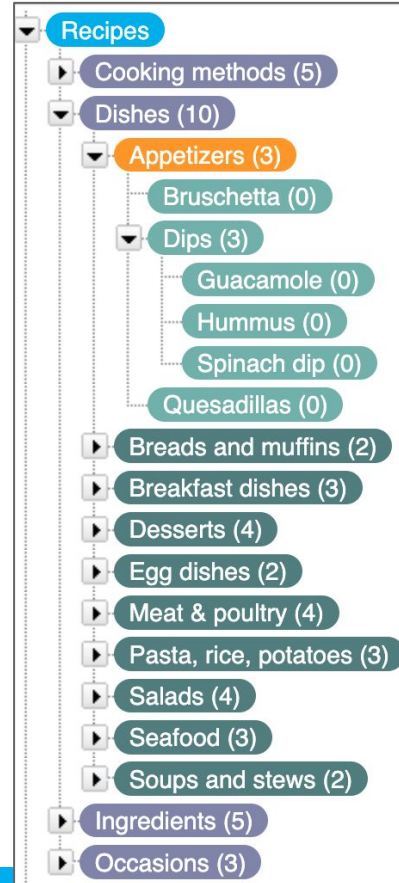 Recipes
Cooking methods (5)
Dishes (10)
Appetizers (3)
Bruschetta (0)
Dips (3)
Guacamole (0)
Hummus (0)
Spinach dip (0)
Quesadillas (0)
Breads and muffins (2)
Breakfast dishes (3)
Desserts (4)
Egg dishes (2)
Meat & poultry (4)
Pasta, rice, potatoes (3)
Salads (4)
Seafood (3)
Soups and stews (2)
Ingredients (5)
Occasions (3)